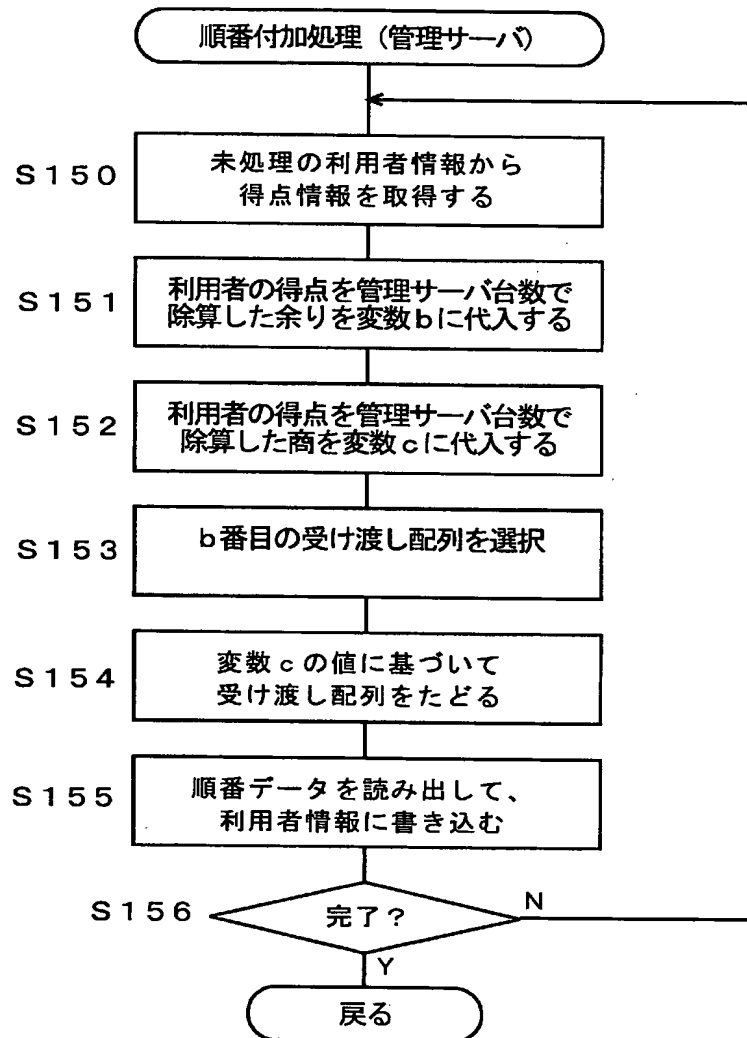 順番付加処理（管理サーバ）
S150
未処理の利用者情報から
得点情報を取得する
S151
利用者の得点を管理サーバ台数で
除算した余りを変数bに代入する
S152
利用者の得点を管理サーバ台数で
除算した商を変数cに代入する
S153
b番目の受け渡し配列を選択
S154
変数cの値に基づいて
受け渡し配列をたどる
S155
順番データを読み出して、
利用者情報に書き込む
S156
完了？
N
Y
戻る